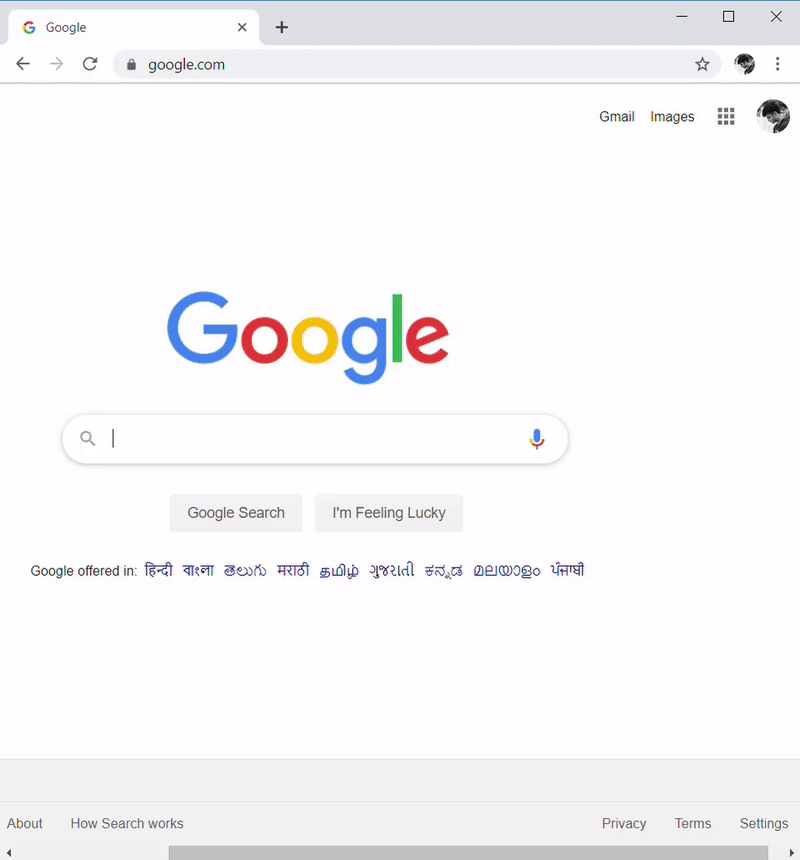 Google
google.com
Gmail Images
Google
Google Search I'm Feeling Lucky
Google offered in: हिन्दी বাংলা తెలుగు मराठी தமிழ் ગુજરાતી ಕನ್ನಡ മലയാളം ਪੰਜਾਬੀ
About How Search works Privacy Terms Settings